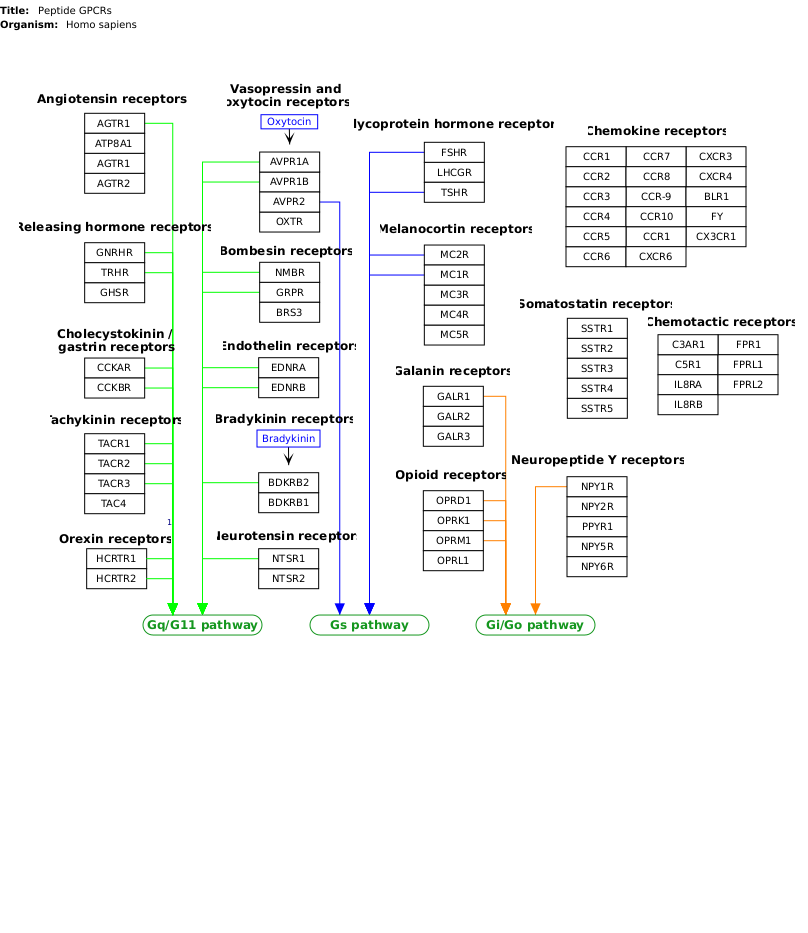 Title: Peptide GPCRs
Organism: Homo sapiens
Angiotensin receptors
AGTR1
ATP8A1
AGTR1
AGTR2
Releasing hormone receptors
GNRHR
TRHR
GHSR
Cholecystokinin /
gastrin receptors
CCKAR
CCKBR
Tachykinin receptors
TACR1
TACR2
TACR3
TAC4
1
Orexin receptors
HCRTR1
HCRTR2
Vasopressin and
oxytocin receptors
Oxytocin
AVPR1A
AVPR1B
AVPR2
OXTR
Bombesin receptors
NMBR
GRPR
BRS3
Endothelin receptors
EDNRA
EDNRB
Bradykinin receptors
Bradykinin
BDKRB2
BDKRB1
Neurotensin receptor
NTSR1
NTSR2
lycoprotein hormone receptor
FSHR
LHCGR
TSHR
Melanocortin receptors
MC2R
MC1R
MC3R
MC4R
MC5R
Galanin receptors
GALR1
GALR2
GALR3
Opioid receptors
OPRD1
OPRK1
OPRM1
OPRL1
Chemokine receptors
CCR1 CCR7 CXCR3
CCR2 CCR8 CXCR4
CCR3 CCR-9 BLR1
CCR4 CCR10 FY
CCR5 CCR1 CX3CR1
CCR6 CXCR6
Somatostatin receptors
SSTR1
SSTR2
SSTR3
SSTR4
SSTR5
Chemotactic receptors
C3AR1 FPR1
C5R1 FPRL1
IL8RA FPRL2
IL8RB
Neuropeptide Y receptors
NPY1R
NPY2R
PPYR1
NPY5R
NPY6R
Gq/G11 pathway
Gs pathway
Gi/Go pathway